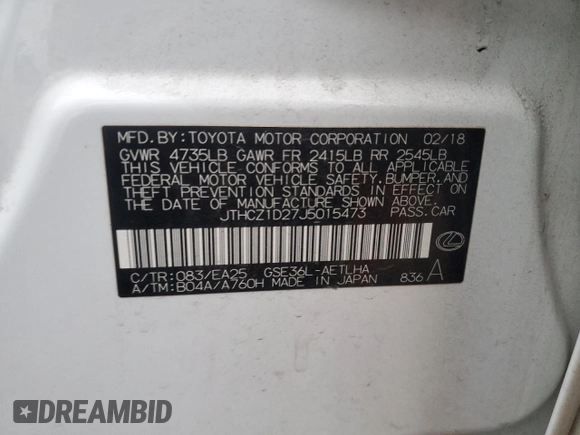 MFD.BY:TOYOTA MOTOR CORPORATION 02/18
GVWR 4735LB GAWR FR 2415LB RR 2545LB
THIS VEHICLE CONFORMS TO ALL APPLICABLE
FEDERAL MOTOR VEHICLE SAFETY,BUMPER,AND
THEFT PREVENTION STANDARDS IN EFFECT ON
THE DATE OF MANUFACTURE SHOWN ABOVE.
JTHCZ1D27J5015473 PASS.CAR
C/TR:083/EA25 GSE36L-AETLHA
A/TM:B04A/A760H MADE IN JAPAN 836 A
DREAMBID